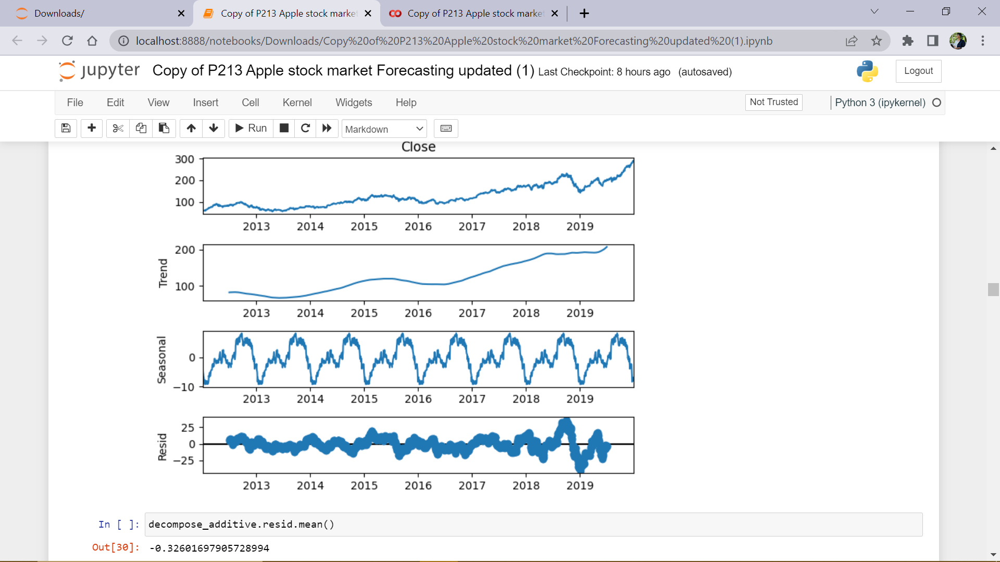 Downloads/
Copy of P213 Apple stock market
Copy of P213 Apple stock market
localhost:8888/notebooks/Downloads/Copy%20of%20P213%20Apple%20stock%20market%20Forecasting%20updated%20(1).ipynb
jupyter Copy of P213 Apple stock market Forecasting updated (1) Last Checkpoint: 8 hours ago (autosaved) Logout
File Edit View Insert Cell Kernel Widgets Help Not Trusted Python 3 (ipykernel)
Run Markdown
Close
300
200
100
2013 2014 2015 2016 2017 2018 2019
Trend
200
100
2013 2014 2015 2016 2017 2018 2019
Seasonal
0
−10
2013 2014 2015 2016 2017 2018 2019
Resid
25
0
−25
2013 2014 2015 2016 2017 2018 2019
In [ ]: decompose_additive.resid.mean()
Out[30]: -0.32601697905728994